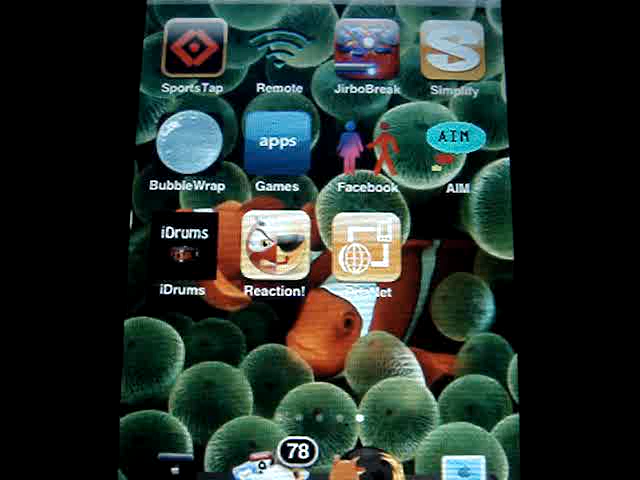 SportsTap
Remote
JirboBreak
Simplify
S
apps
AIM
BubbleWrap
Games
Facebook
AIM
iDrums
iDrums
Reaction!
78